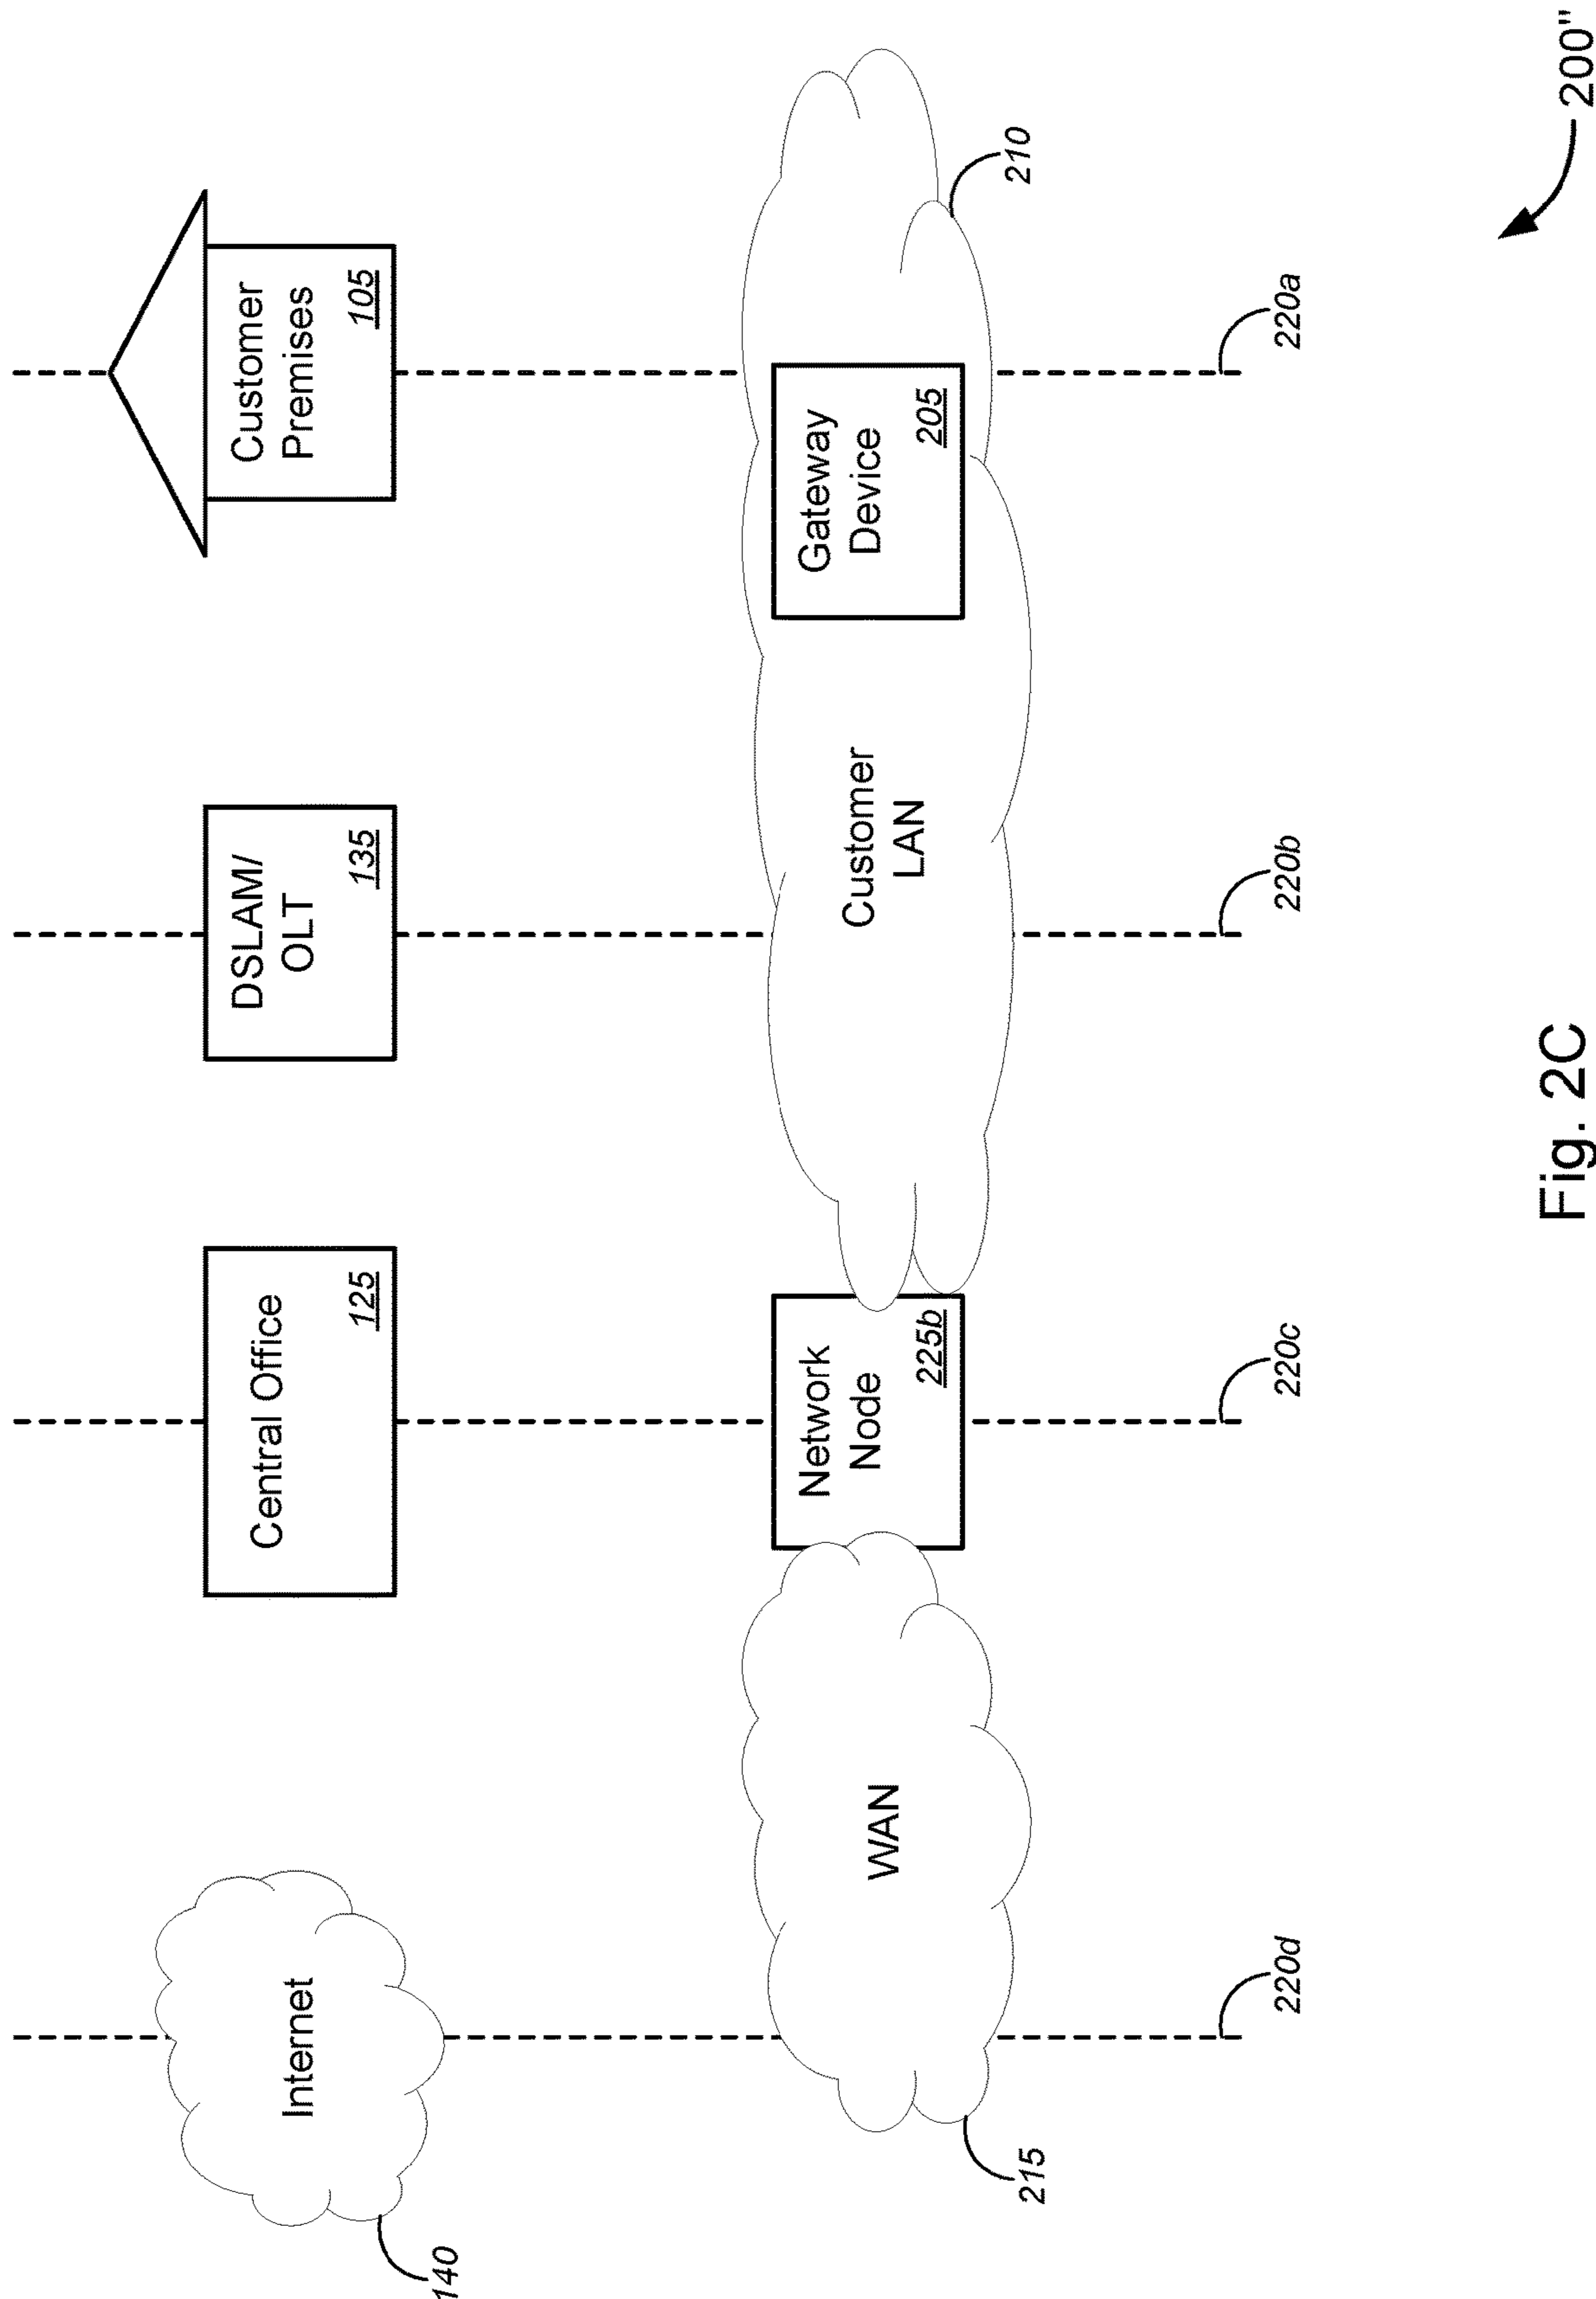 Internet
140
Central Office
125
DSLAM/
OLT
135
Customer
Premises
105
WAN
215
Network
Node
225b
Customer
LAN
Gateway
Device
205
210
220d
220c
220b
220a
200"
Fig. 2C